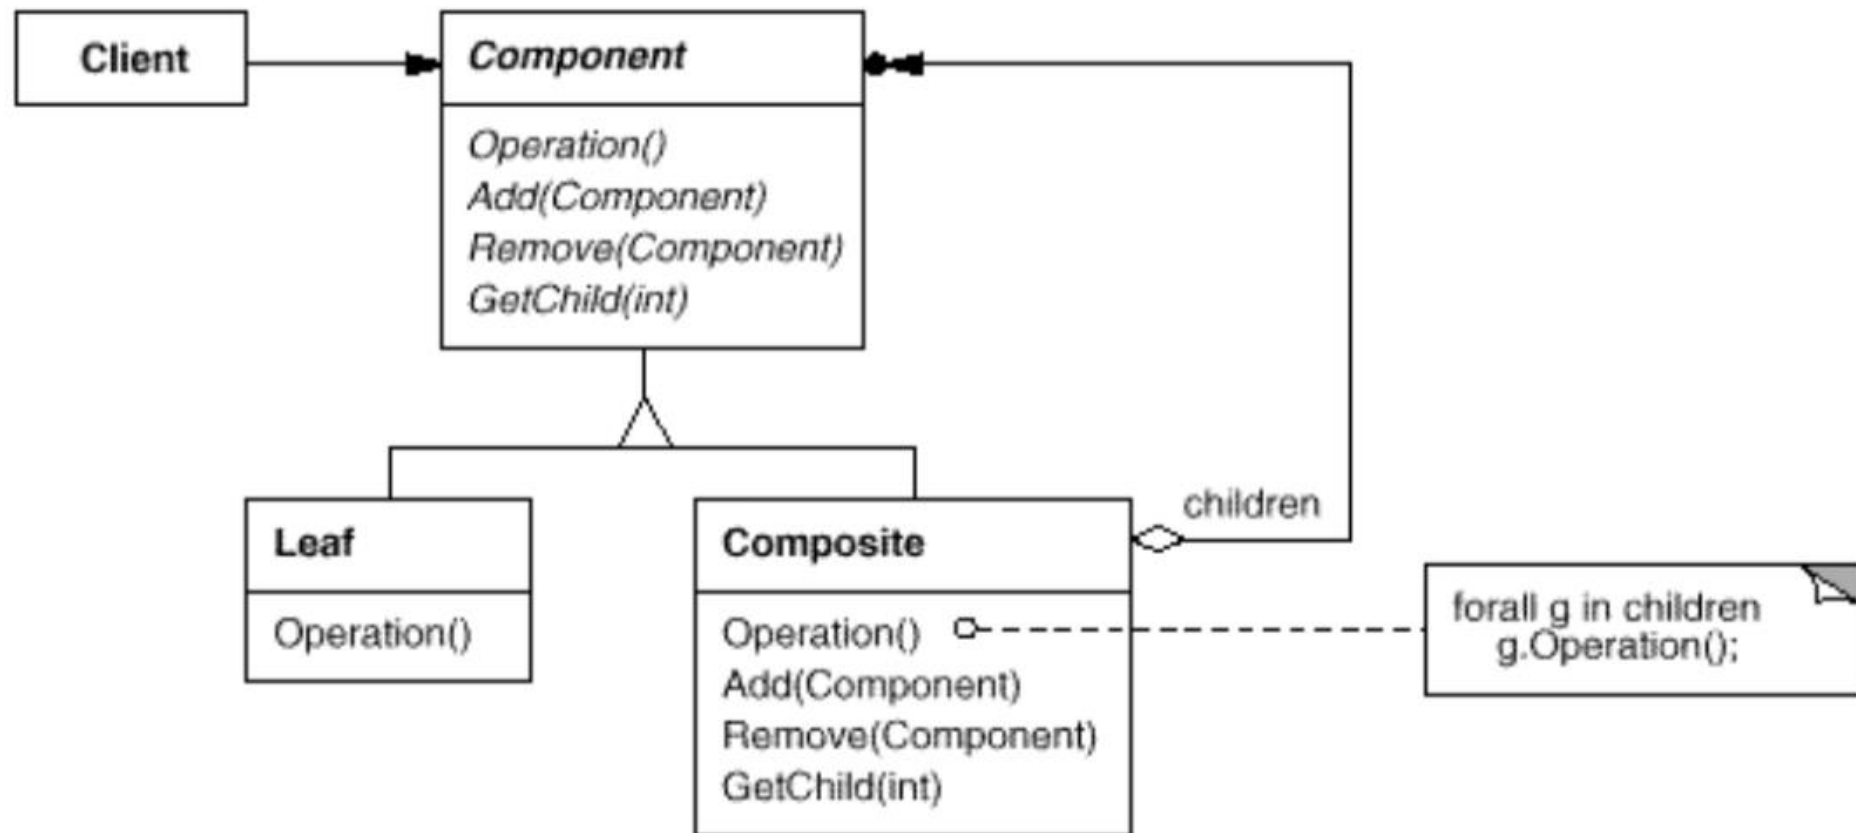 Client
Component
Operation()
Add(Component)
Remove(Component)
GetChild(int)
Leaf
Operation()
Composite
Operation()
Add(Component)
Remove(Component)
GetChild(int)
children
forall g in children
g.Operation();